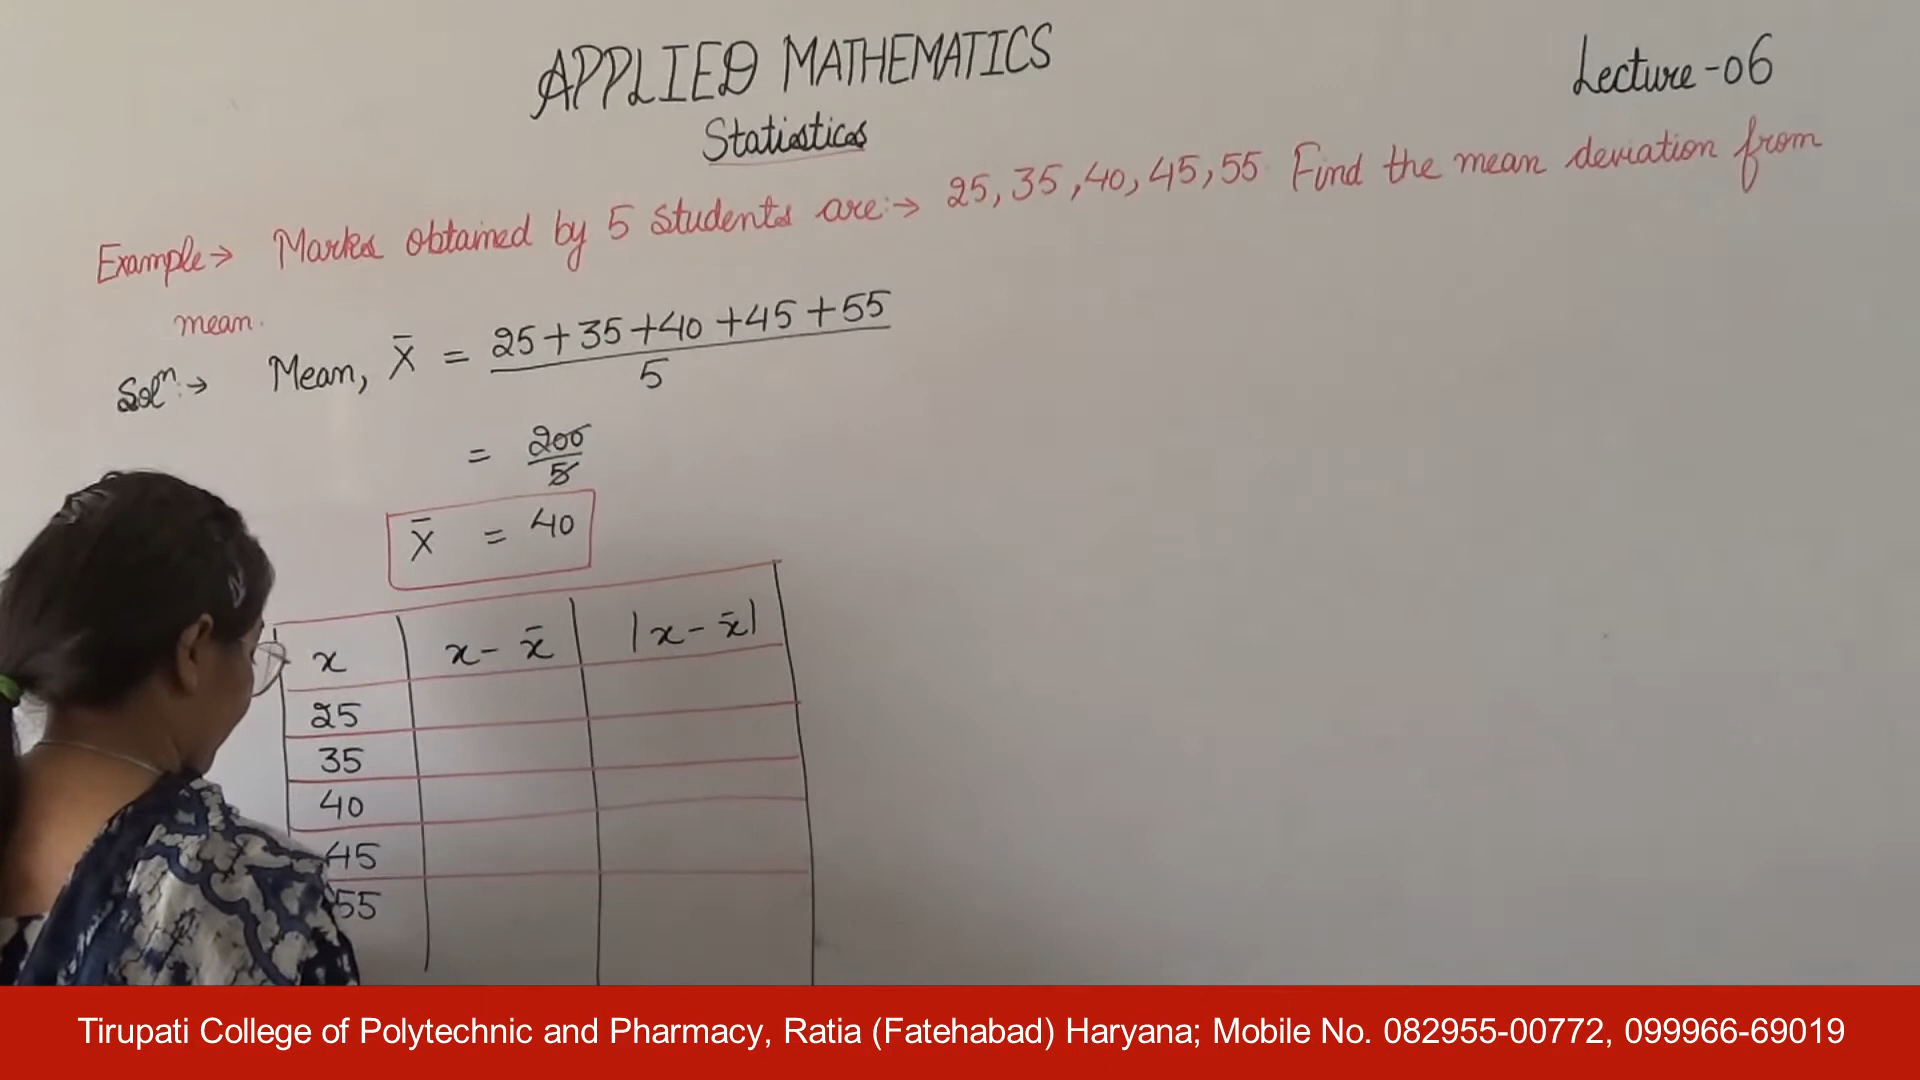 APPLIED MATHEMATICS
Lecture-06
Statistics
Example→ Marks obtained by 5 students are:→ 25, 35, 40, 45, 55. Find the mean deviation from
mean.
Solⁿ:→ Mean, X̄ = 25+35+40+45+55
5
= 200
5
X̄ = 40
x x-x̄ |x-x̄|
25
35
40
45
55
Tirupati College of Polytechnic and Pharmacy, Ratia (Fatehabad) Haryana; Mobile No. 082955-00772, 099966-69019